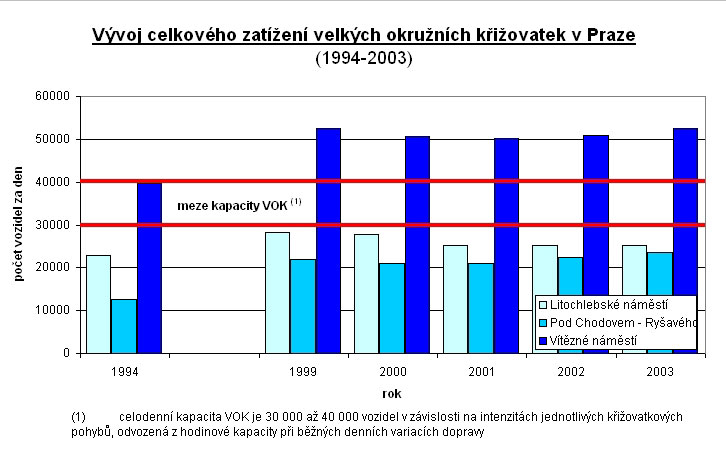 Vývoj celkového zatížení velkých okružních křižovatek v Praze
(1994-2003)
60000
50000
40000
30000
20000
10000
0
počet vozidel za den
meze kapacity VOK (1)
Litochlebské náměstí
Pod Chodovem - Ryšavého
Vítězné náměstí
1994
1999
2000
2001
2002
2003
rok
(1) celodenní kapacita VOK je 30 000 až 40 000 vozidel v závislosti na intenzitách jednotlivých křižovatkových
pohybů, odvozená z hodinové kapacity při běžných denních variacích dopravy